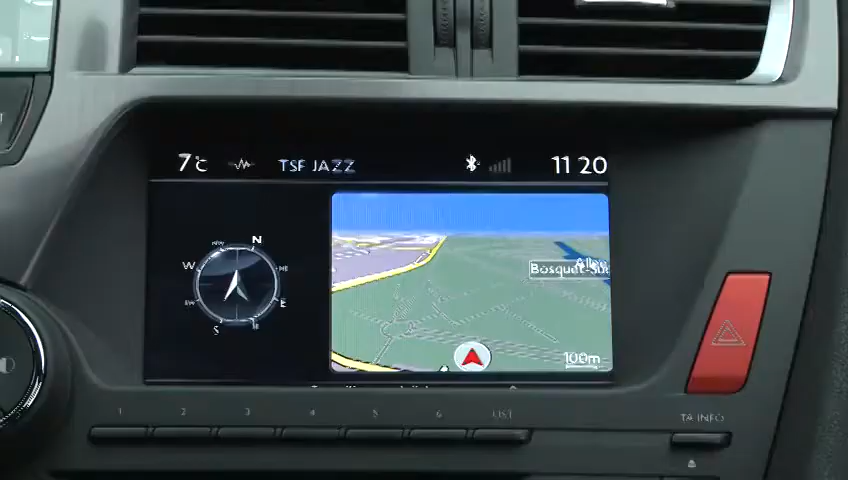 7°C TSF JAZZ 11 20
N
W NE
SW E
S
Allée
Bosquet-Sur
100m
1 2 3 4 5 6 LIST
TA INFO